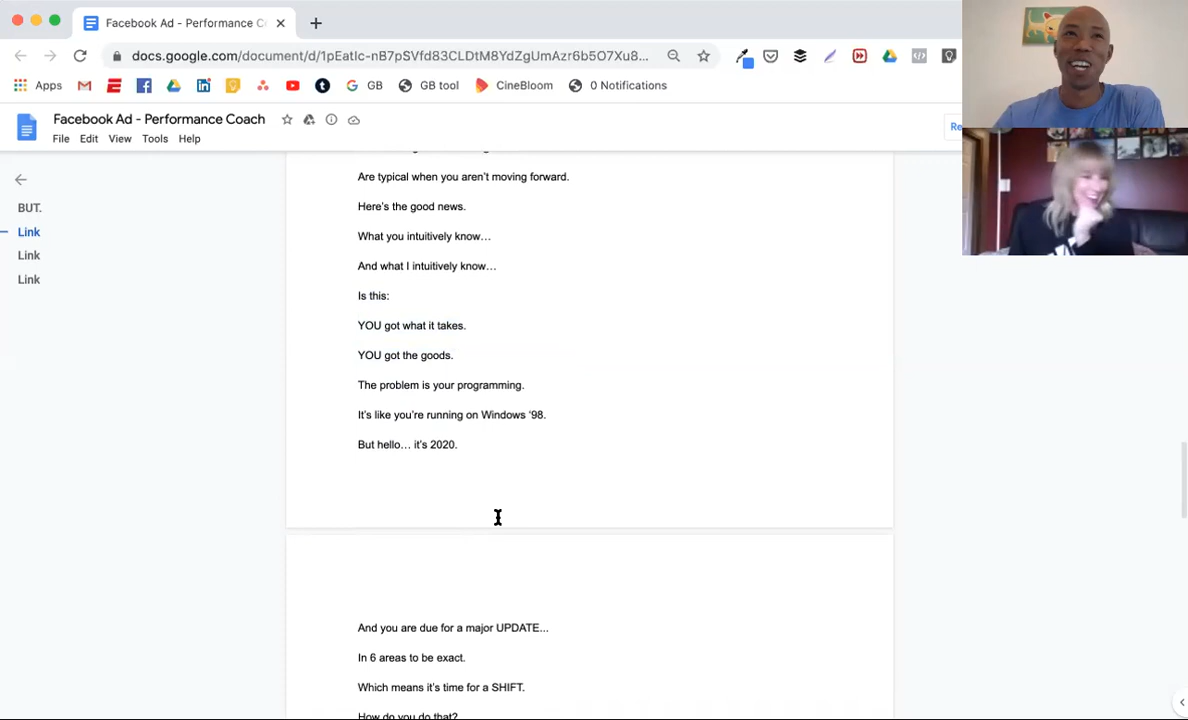 Facebook Ad - Performance C
docs.google.com/document/d/1pEatIc-nB7pSVfd83CLDtM8YdZgUmAzr6b5O7Xu8...
Apps
GB
GB tool
CineBloom
0 Notifications
Facebook Ad - Performance Coach
File Edit View Tools Help
Re
BUT.
Link
Link
Link
Are typical when you aren't moving forward.
Here's the good news.
What you intuitively know…
And what I intuitively know…
Is this:
YOU got what it takes.
YOU got the goods.
The problem is your programming.
It's like you're running on Windows '98.
But hello… it's 2020.
And you are due for a major UPDATE...
In 6 areas to be exact.
Which means it's time for a SHIFT.
How do you do that?